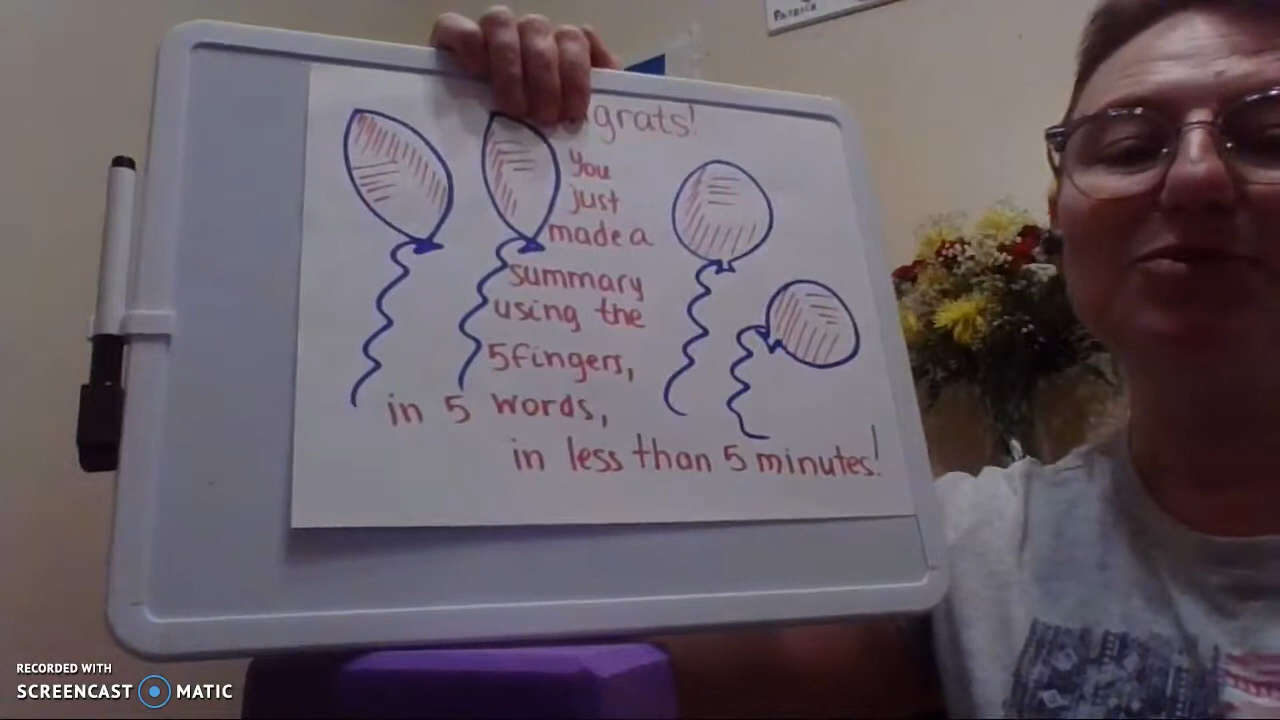 grats!
You
just
made a
summary
using the
5 fingers,
in 5 words,
in less than 5 minutes!
RECORDED WITH
SCREENCAST MATIC